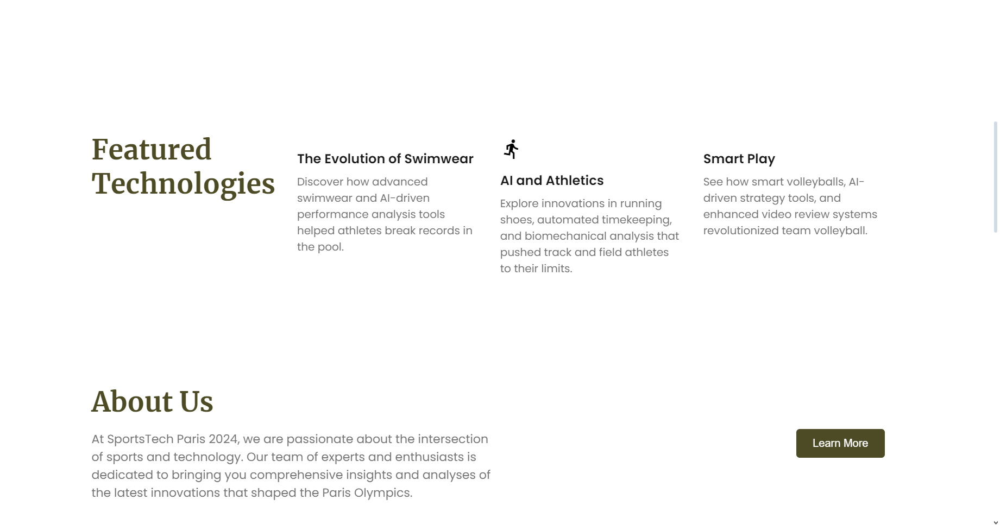 Featured
Technologies
The Evolution of Swimwear
Discover how advanced
swimwear and AI-driven
performance analysis tools
helped athletes break records in
the pool.
AI and Athletics
Explore innovations in running
shoes, automated timekeeping,
and biomechanical analysis that
pushed track and field athletes
to their limits.
Smart Play
See how smart volleyballs, AI-
driven strategy tools, and
enhanced video review systems
revolutionized team volleyball.
About Us
At SportsTech Paris 2024, we are passionate about the intersection
of sports and technology. Our team of experts and enthusiasts is
dedicated to bringing you comprehensive insights and analyses of
the latest innovations that shaped the Paris Olympics.
Learn More